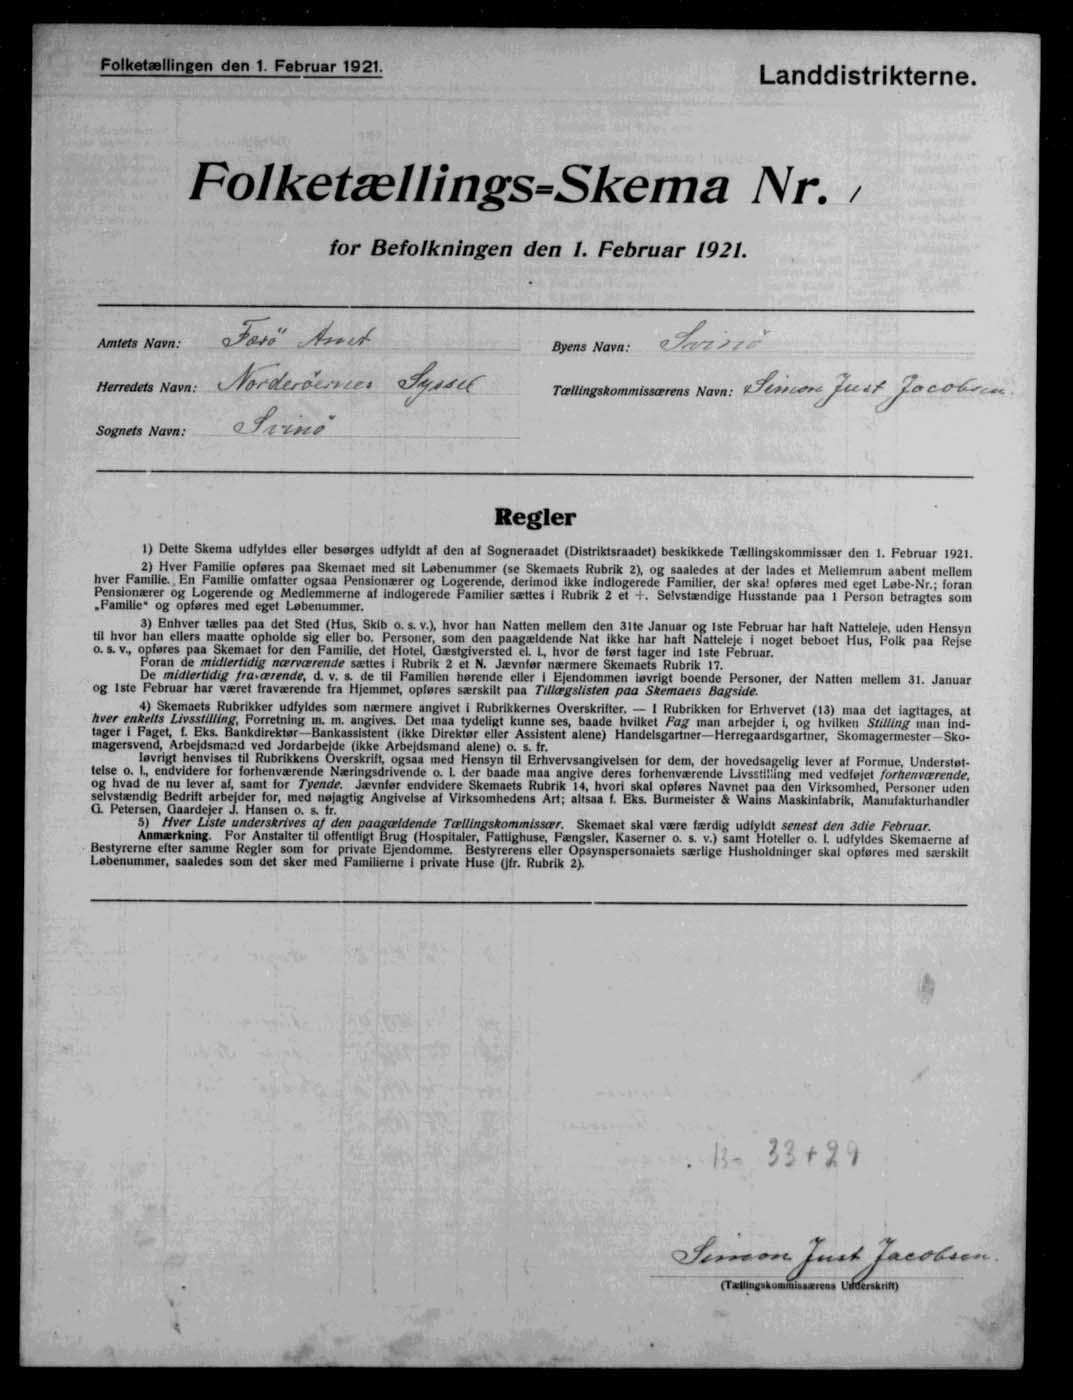 Folketællingen den 1. Februar 1921.
Landdistrikterne.
Folketællings=Skema Nr. 1
for Befolkningen den 1. Februar 1921.
Amtets Navn: Færö Amt
Byens Navn: Svinö
Herredets Navn: Norderöernes Syssel
Tællingskommissærens Navn: Simon Just Jacobsen.
Sognets Navn: Svinö
Regler
1) Dette Skema udfyldes eller besørges udfyldt af den af Sogneraadet (Distriktsraadet) beskikkede Tællingskommissær den 1. Februar 1921.
2) Hver Familie opføres paa Skemaet med sit Løbenummer (se Skemaets Rubrik 2), og saaledes at der lades et Mellemrum aabent mellem
hver Familie. En Familie omfatter ogsaa Pensionærer og Logerende, derimod ikke indlogerede Familier, der skal opføres med eget Løbe-Nr.; foran
Pensionærer og Logerende og Medlemmerne af indlogerede Familier sættes i Rubrik 2 et +. Selvstændige Husstande paa 1 Person betragtes som
„Familie“ og opføres med eget Løbenummer.
3) Enhver tælles paa det Sted (Hus, Skib o. s. v.), hvor han Natten mellem den 31te Januar og 1ste Februar har haft Natteleje, uden Hensyn
til hvor han ellers maatte opholde sig eller bo. Personer, som den paagældende Nat ikke har haft Natteleje i noget beboet Hus, Folk paa Rejse
o. s. v., opføres paa Skemaet for den Familie, det Hotel, Gæstgiversted el. l., hvor de først tager ind 1ste Februar.
Foran de midlertidig nærværende sættes i Rubrik 2 et N. Jævnfør nærmere Skemaets Rubrik 17.
De midlertidig fraværende, d. v. s. de til Familien hørende eller i Ejendommen iøvrigt boende Personer, der Natten mellem 31. Januar
og 1ste Februar har været fraværende fra Hjemmet, opføres særskilt paa Tillægslisten paa Skemaets Bagside.
4) Skemaets Rubrikker udfyldes som nærmere angivet i Rubrikkernes Overskrifter. — I Rubrikken for Erhvervet (13) maa det iagttages, at
hver enkelts Livsstilling, Forretning m. m. angives. Det maa tydeligt kunne ses, baade hvilket Fag man arbejder i, og hvilken Stilling man ind-
tager i Faget, f. Eks. Bankdirektør—Bankassistent (ikke Direktør eller Assistent alene) Handelsgartner—Herregaardsgartner, Skomagermester—Sko-
magersvend, Arbejdsmand ved Jordarbejde (ikke Arbejdsmand alene) o. s. fr.
Iøvrigt henvises til Rubrikkens Overskrift, ogsaa med Hensyn til Erhvervsangivelsen for dem, der hovedsagelig lever af Formue, Understøt-
telse o. l., endvidere for forhenværende Næringsdrivende o. l. der baade maa angive deres forhenværende Livsstilling med vedføjet forhenværende,
og hvad de nu lever af, samt for Tyende. Jævnfør endvidere Skemaets Rubrik 14, hvori skal opføres Navnet paa den Virksomhed, Personer uden
selvstændig Bedrift arbejder for, med nøjagtig Angivelse af Virksomhedens Art; altsaa f. Eks. Burmeister & Wains Maskinfabrik, Manufakturhandler
G. Petersen, Gaardejer J. Hansen o. s. fr.
5) Hver Liste underskrives af den paagældende Tællingskommissær. Skemaet skal være færdig udfyldt senest den 3die Februar.
Anmærkning. For Anstalter til offentligt Brug (Hospitaler, Fattighuse, Fængsler, Kaserner o. s. v.) samt Hoteller o. l. udfyldes Skemaerne af
Bestyrerne efter samme Regler som for private Ejendomme. Bestyrerens eller Opsynspersonalets særlige Husholdninger skal opføres med særskilt
Løbenummer, saaledes som det sker med Familierne i private Huse (jfr. Rubrik 2).
33+29
Simon Just Jacobsen.
(Tællingskommissærens Underskrift)